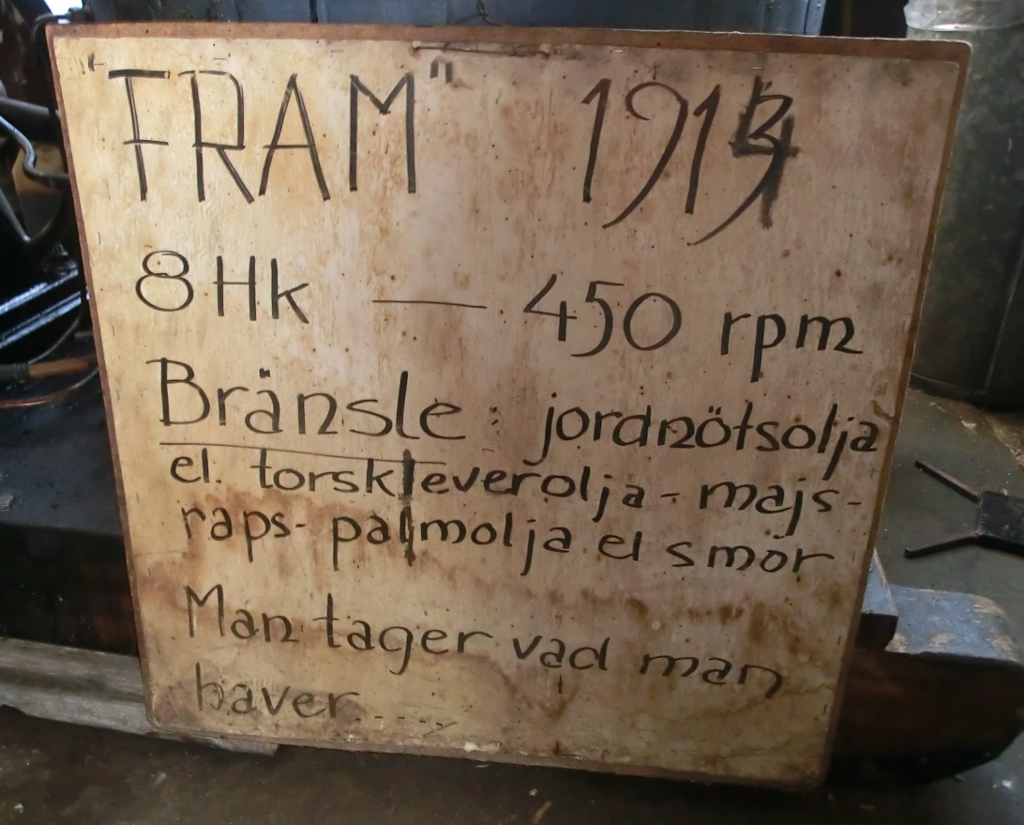 "FRAM" 1914
8 Hk — 450 rpm
Bränsle: jordnötsolja
el. torskleverolja - majs-
raps- palmolja el smör
Man tager vad man
haver.....